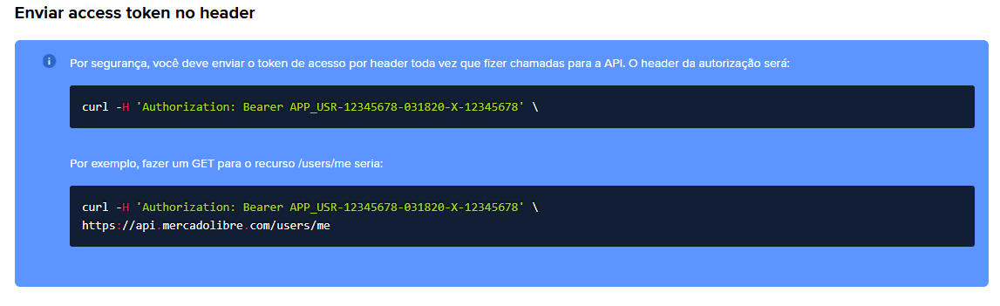 Enviar access token no header
Por segurança, você deve enviar o token de acesso por header toda vez que fizer chamadas para a API. O header da autorização será:
curl -H 'Authorization: Bearer APP_USR-12345678-031820-X-12345678' \
Por exemplo, fazer um GET para o recurso /users/me seria:
curl -H 'Authorization: Bearer APP_USR-12345678-031820-X-12345678' \
https://api.mercadolibre.com/users/me